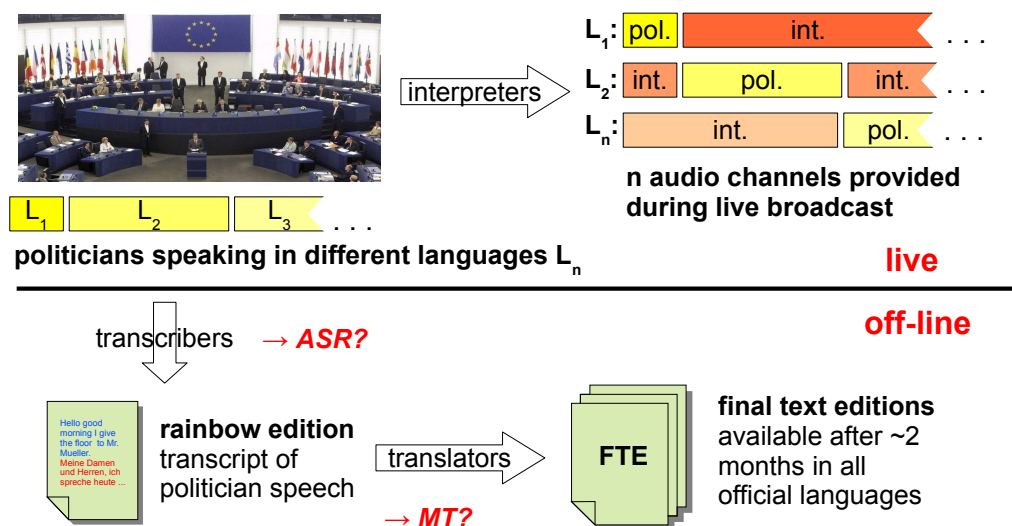 L1: pol. int. . . .
interpreters
L2: int. pol. int. . . .
Ln: int. pol. . . .
n audio channels provided
during live broadcast
L1 L2 L3 . . .
politicians speaking in different languages Ln
live
off-line
transcribers → ASR?
Hello good
morning I give
the floor to Mr.
Mueller.
Meine Damen
und Herren, ich
spreche heute ...
rainbow edition
transcript of
politician speech
translators
→ MT?
FTE
final text editions
available after ~2
months in all
official languages